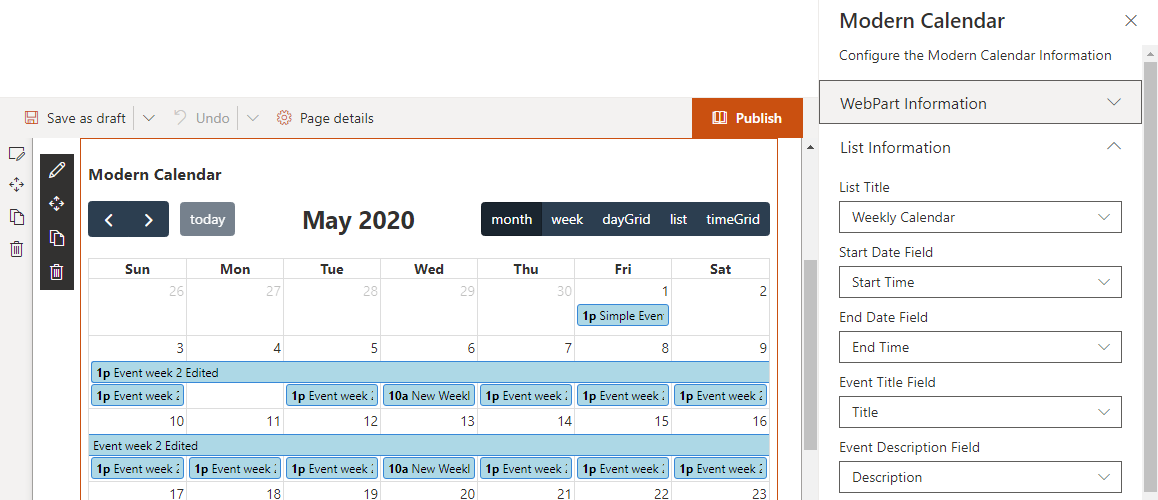 Modern Calendar
Configure the Modern Calendar Information
WebPart Information
List Information
List Title
Weekly Calendar
Start Date Field
Start Time
End Date Field
End Time
Event Title Field
Title
Event Description Field
Description
Save as draft Undo Page details Publish
Modern Calendar
today May 2020 month week dayGrid list timeGrid
Sun Mon Tue Wed Thu Fri Sat
26 27 28 29 30 1 2
1p Simple Even
3 4 5 6 7 8 9
1p Event week 2 Edited
1p Event week 2 1p Event week 2 10a New Weekl 1p Event week 2 1p Event week 2 1p Event week 2
10 11 12 13 14 15 16
Event week 2 Edited
1p Event week 2 1p Event week 2 1p Event week 2 10a New Weekl 1p Event week 2 1p Event week 2 1p Event week 2
17 18 19 20 21 22 23